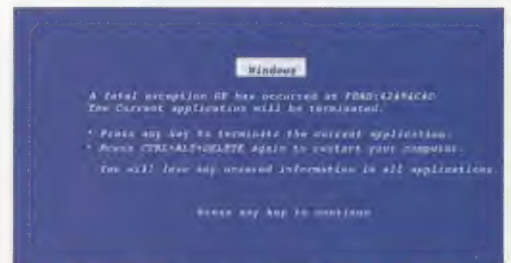 Windows
A fatal exception 0E has occurred at
The Current application will be terminated.
* Press any key to terminate the current application.
* Press CTRL+ALT+DELETE again to restart your computer.
You will lose any unsaved information in all applications.
Press any key to continue